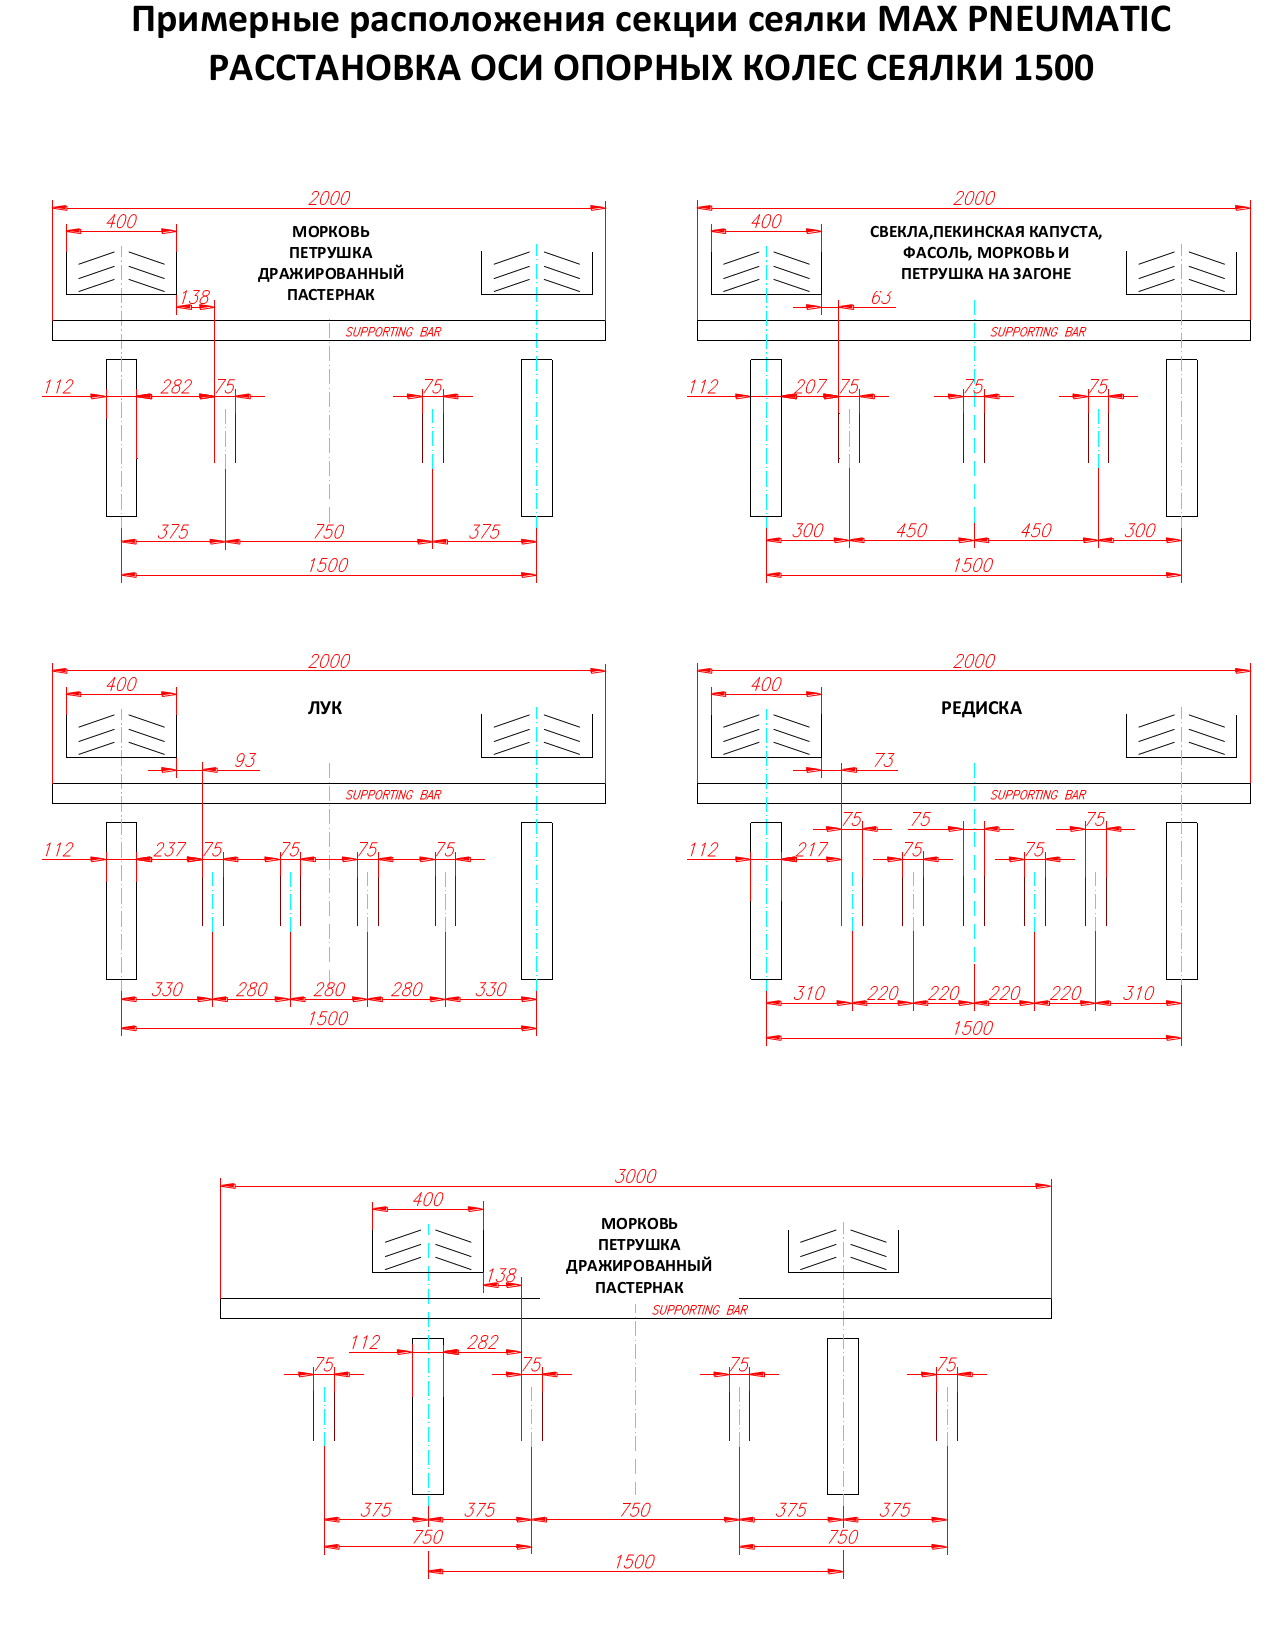 Примерные расположения секции сеялки MAX PNEUMATIC
РАССТАНОВКА ОСИ ОПОРНЫХ КОЛЕС СЕЯЛКИ 1500
2000
400
МОРКОВЬ
ПЕТРУШКА
ДРАЖИРОВАННЫЙ
ПАСТЕРНАК
138
SUPPORTING BAR
112 282 75 75
375 750 375
1500
2000
400
СВЕКЛА,ПЕКИНСКАЯ КАПУСТА,
ФАСОЛЬ, МОРКОВЬ И
ПЕТРУШКА НА ЗАГОНЕ
63
SUPPORTING BAR
112 207 75 75 75
300 450 450 300
1500
2000
400
ЛУК
93
SUPPORTING BAR
112 237 75 75 75 75
330 280 280 280 330
1500
2000
400
РЕДИСКА
73
SUPPORTING BAR
75 75 75
112 217 75 75
310 220 220 220 220 310
1500
3000
400
МОРКОВЬ
ПЕТРУШКА
ДРАЖИРОВАННЫЙ
ПАСТЕРНАК
138
SUPPORTING BAR
112 282
75 75 75 75
375 375 750 375 375
750 750
1500